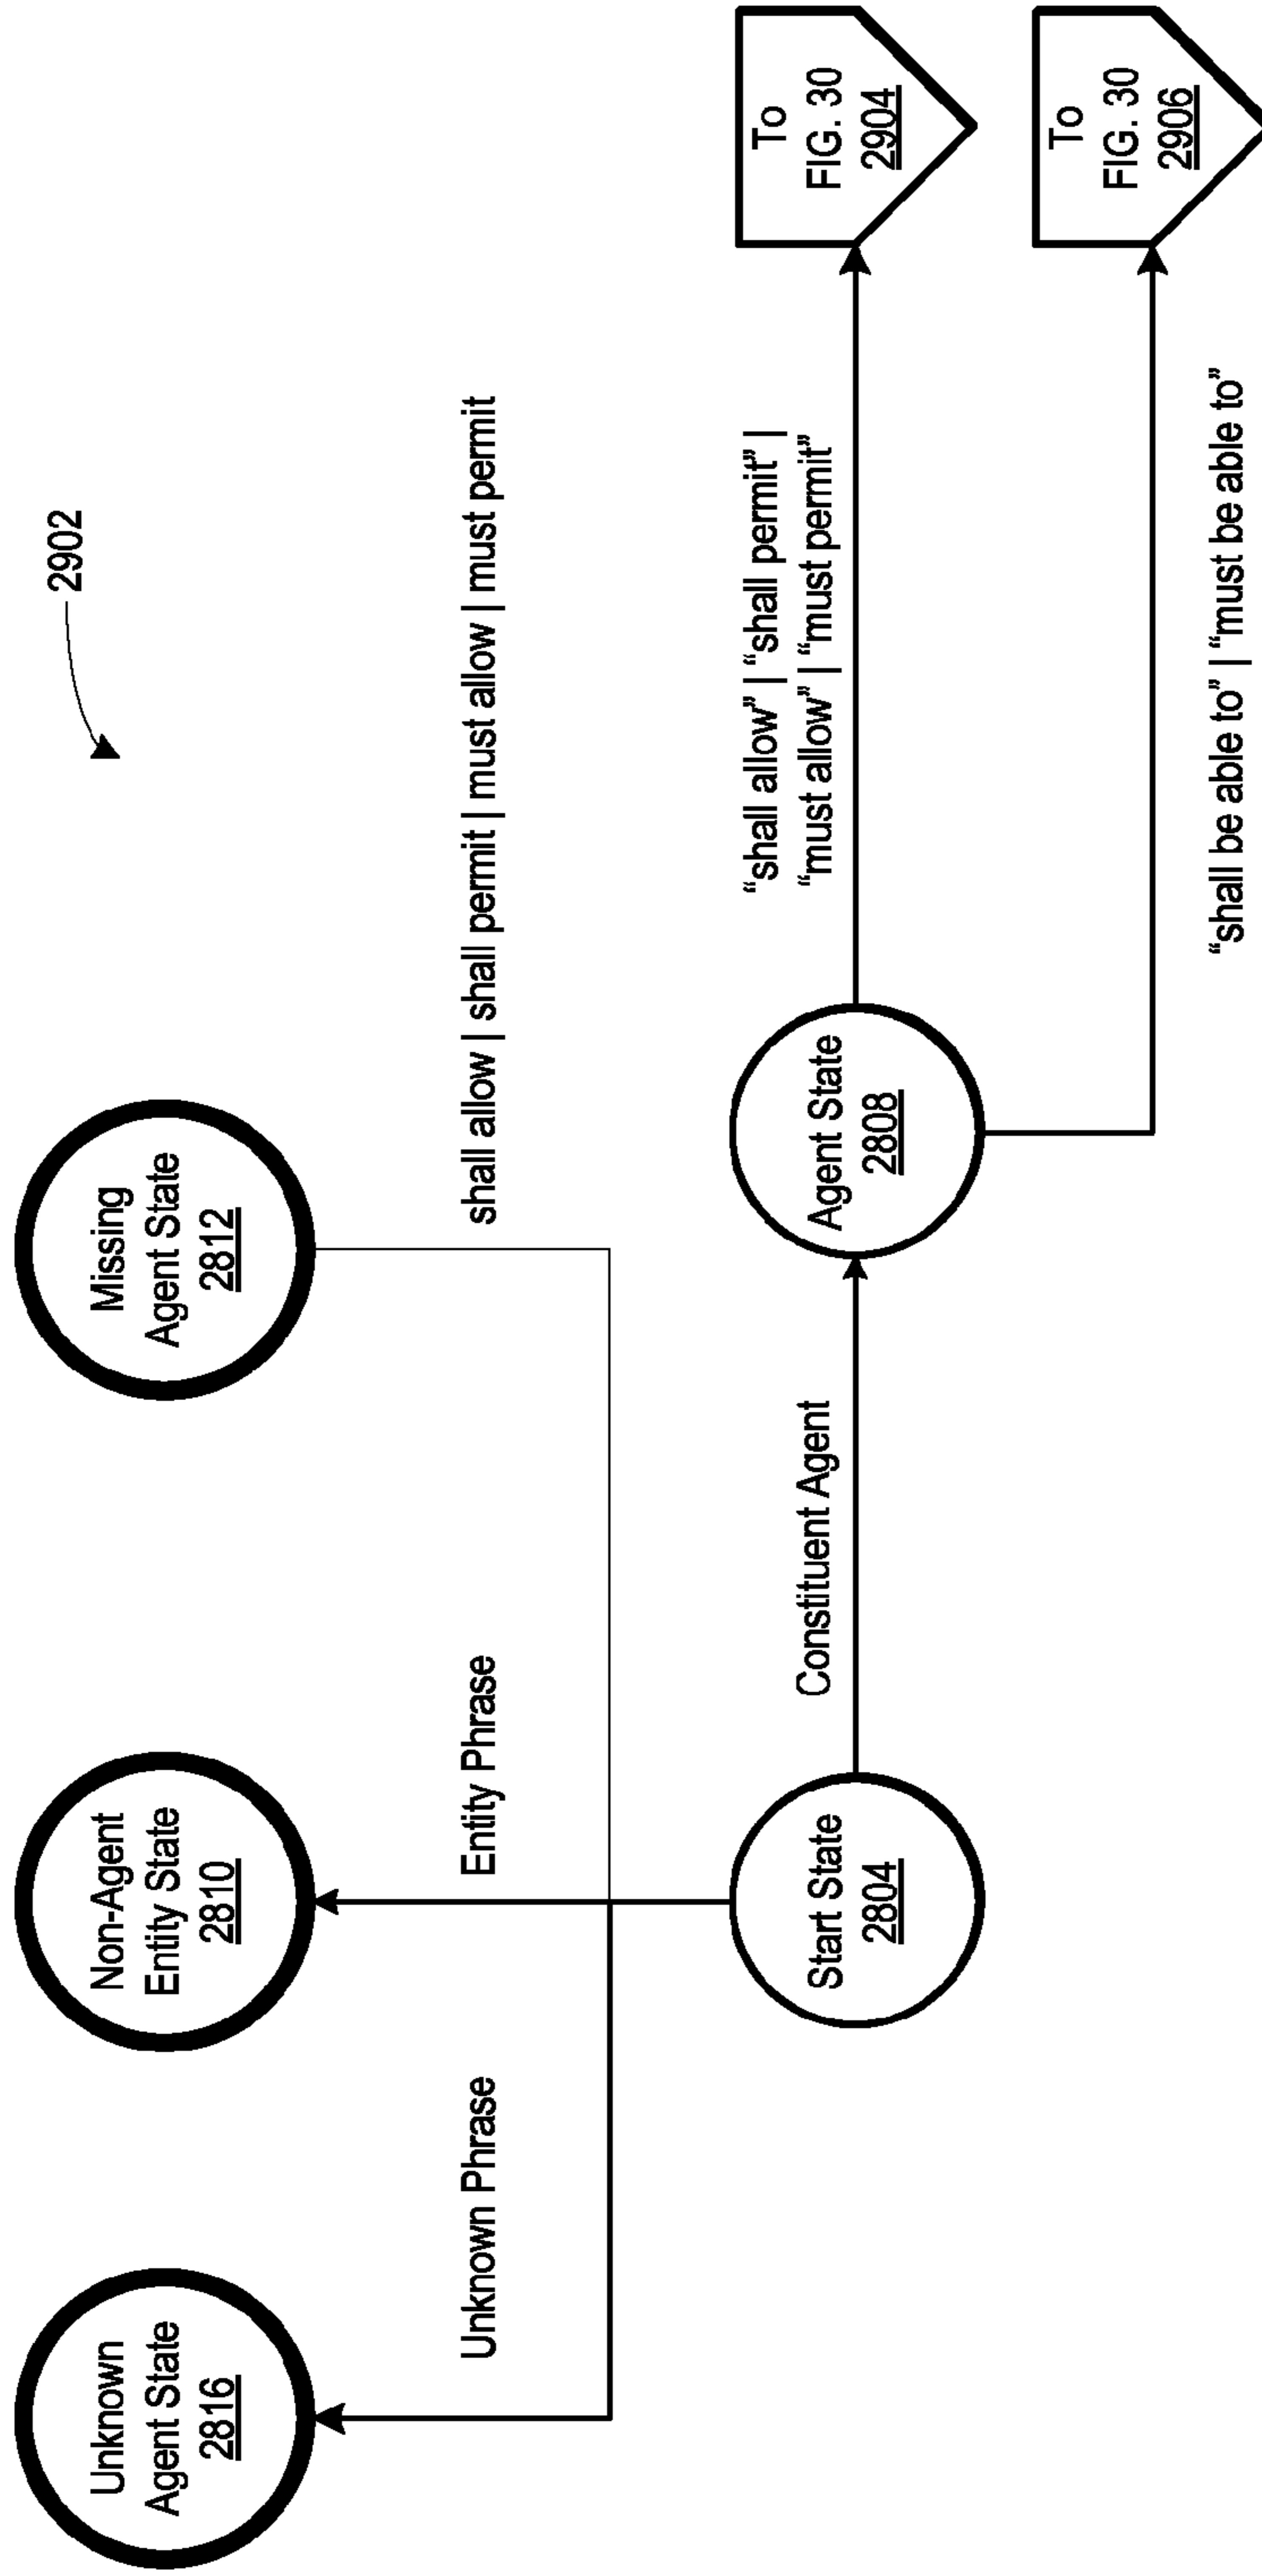 2902
Unknown
Agent State
2816
Non-Agent
Entity State
2810
Missing
Agent State
2812
Unknown Phrase
Entity Phrase
shall allow | shall permit | must allow | must permit
Start State
2804
Constituent Agent
Agent State
2808
“shall allow” | “shall permit” |
“must allow” | “must permit”
To
FIG. 30
2904
“shall be able to” | “must be able to”
To
FIG. 30
2906